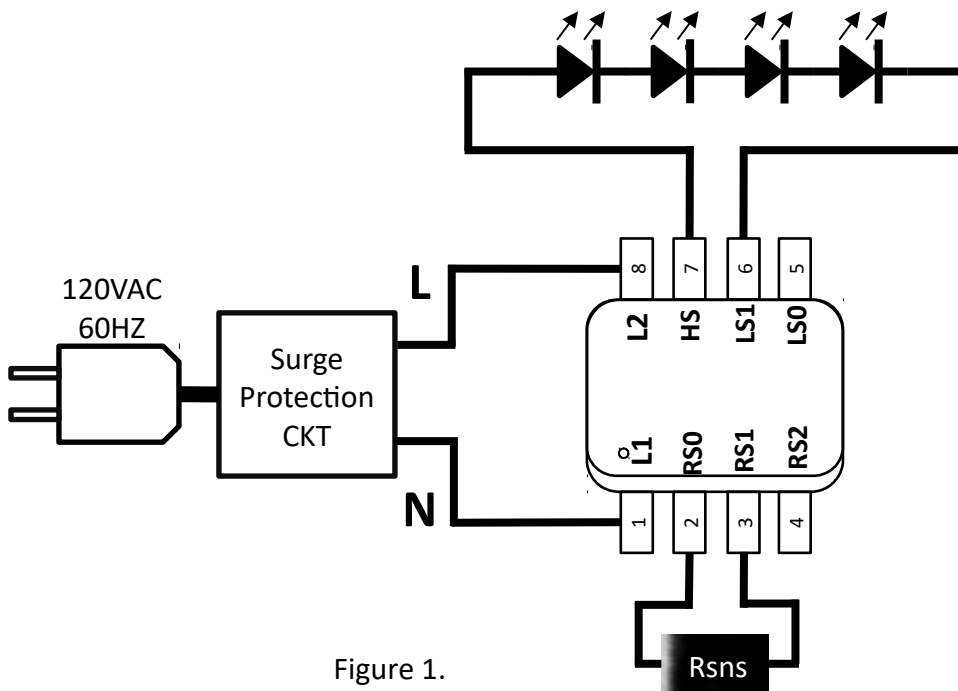 120VAC
60HZ
L
N
Surge
Protection
CKT
8
7
6
5
L2
HS
LS1
LS0
L1
RS0
RS1
RS2
1
2
3
4
Rsns
Figure 1.